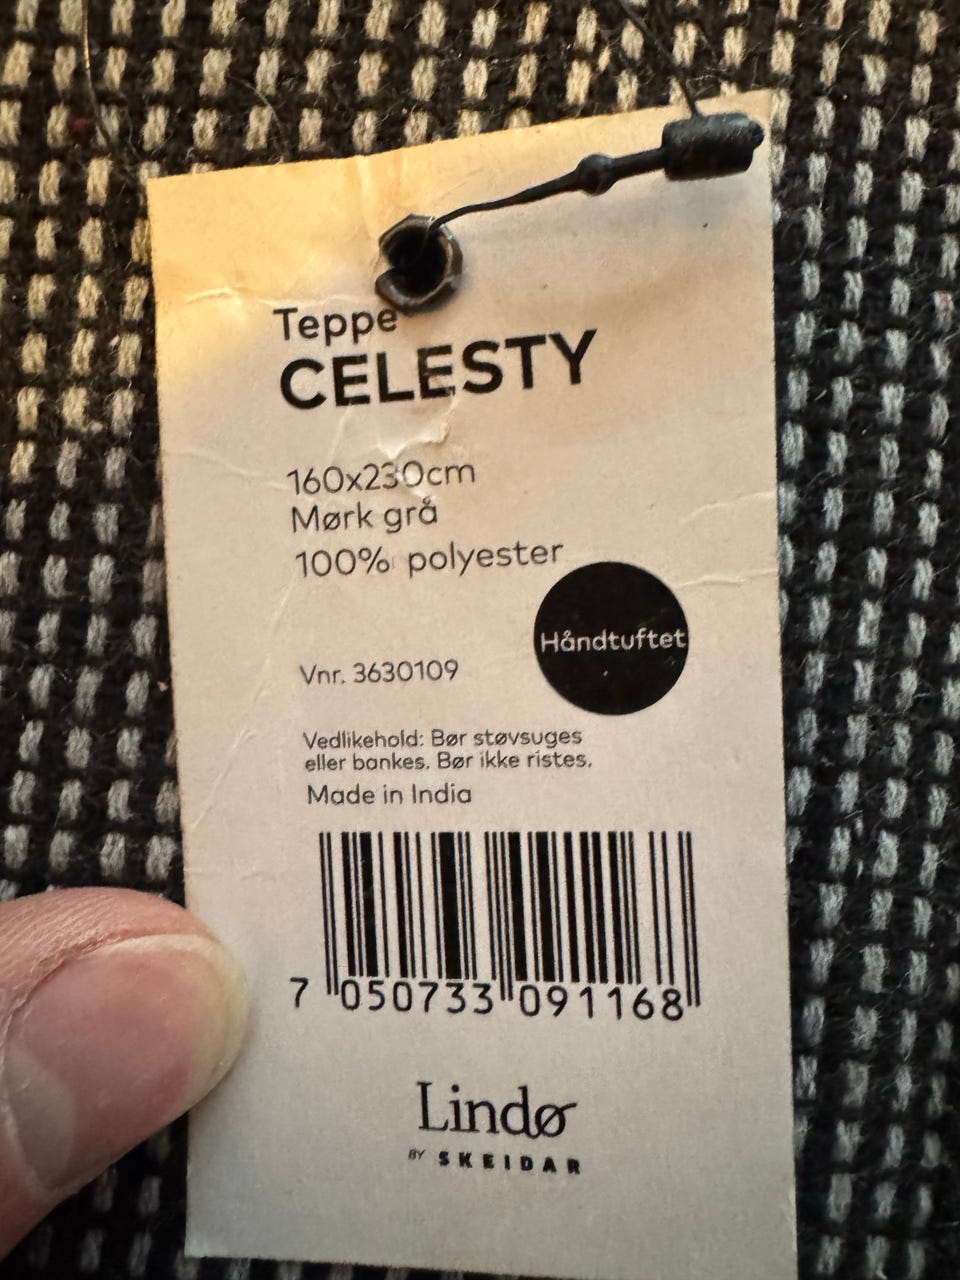 Teppe
CELESTY
160x230cm
Mørk grå
100% polyester
Håndtuftet
Vnr. 3630109
Vedlikehold: Bør støvsuges
eller bankes. Bør ikke ristes.
Made in India
7 050733 091168
Lindø
BY SKEIDAR